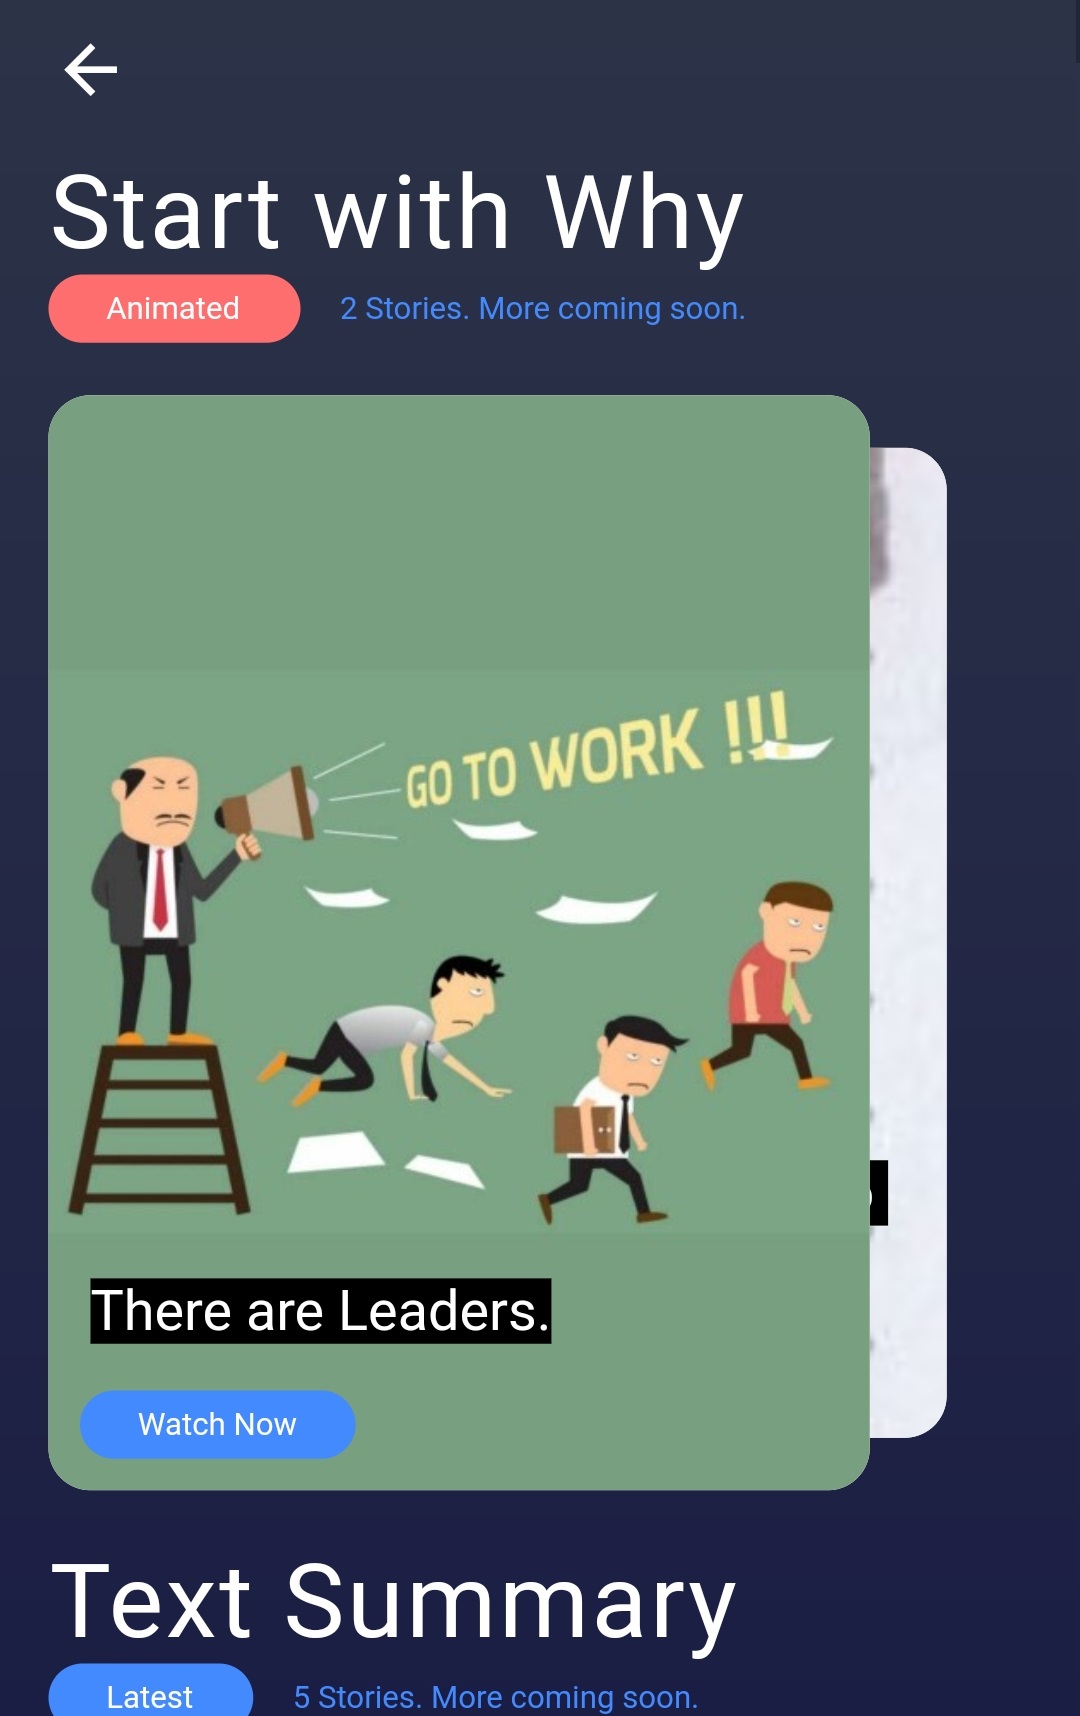 Start with Why
Animated
2 Stories. More coming soon.
GO TO WORK !!!
There are Leaders.
Watch Now
Text Summary
Latest
5 Stories. More coming soon.